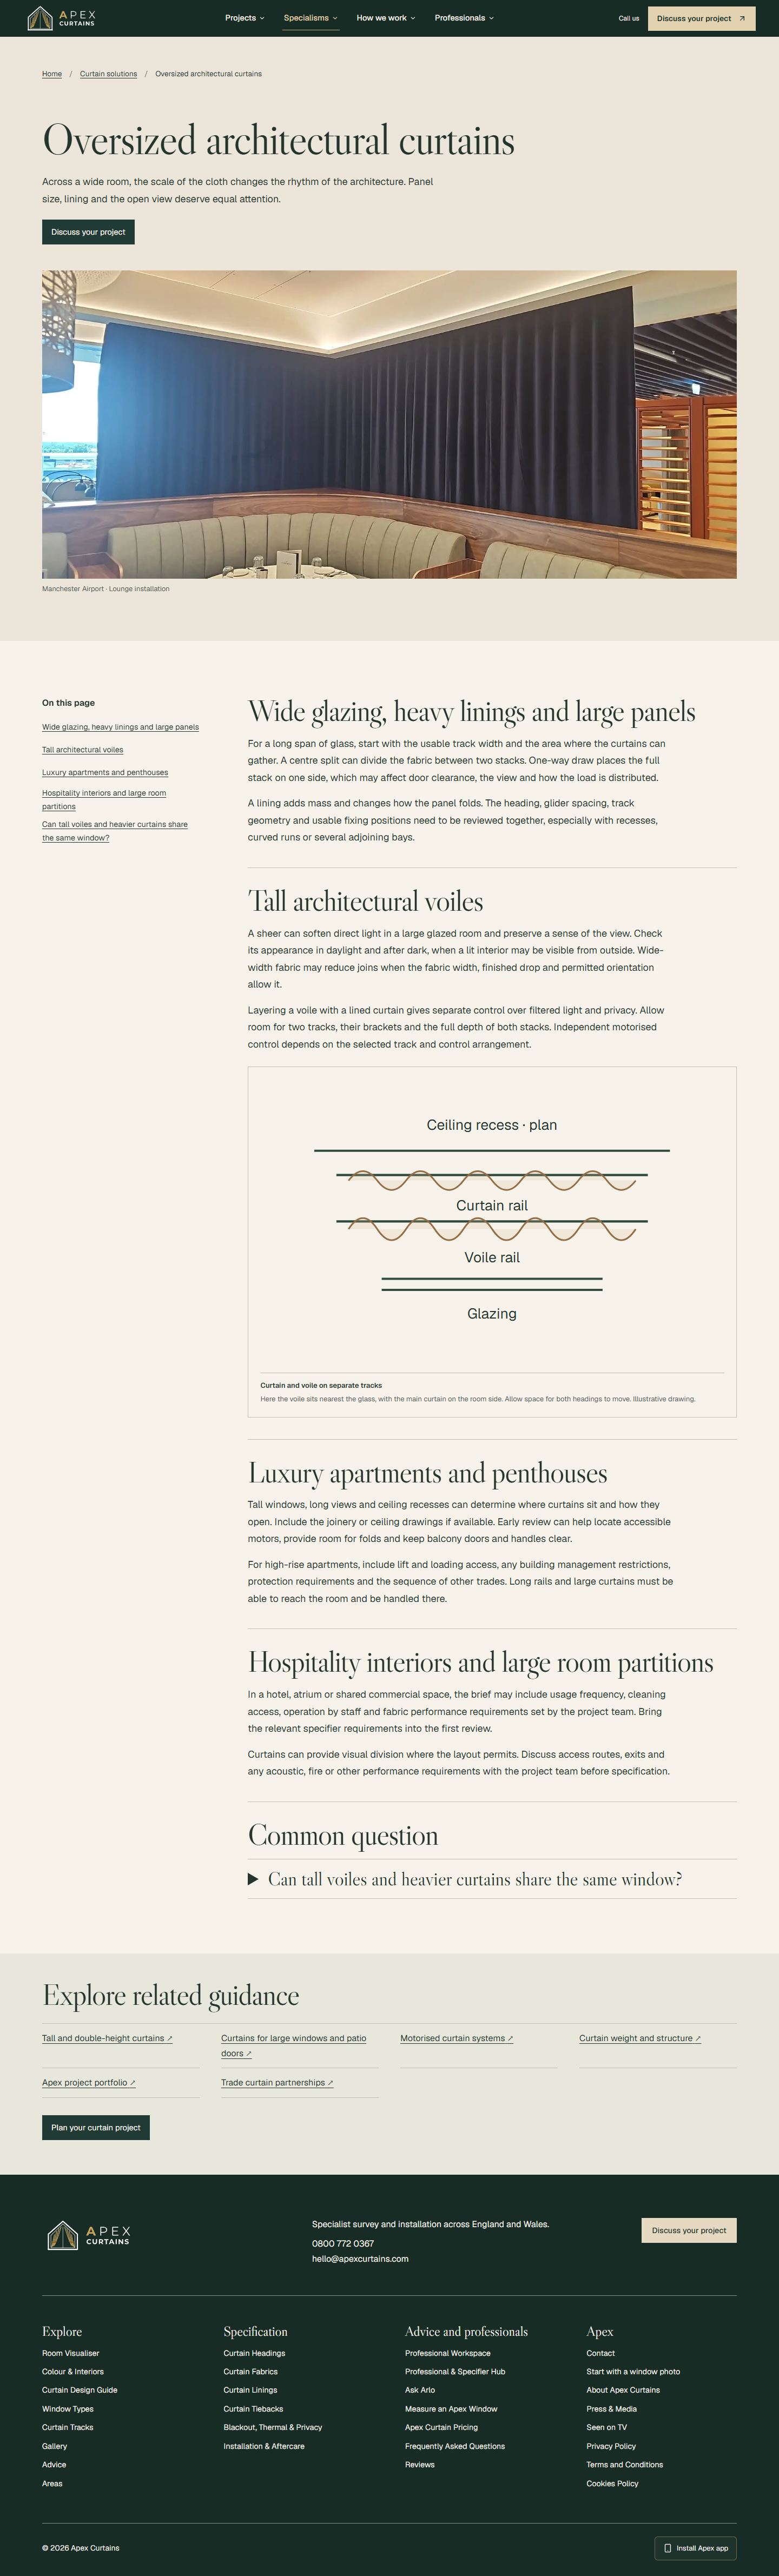 APEX
CURTAINS
Projects
Specialisms
How we work
Professionals
Call us
Discuss your project
Home / Curtain solutions / Oversized architectural curtains
Oversized architectural curtains
Across a wide room, the scale of the cloth changes the rhythm of the architecture. Panel
size, lining and the open view deserve equal attention.
Discuss your project
Manchester Airport · Lounge installation
On this page
Wide glazing, heavy linings and large panels
Tall architectural voiles
Luxury apartments and penthouses
Hospitality interiors and large room
partitions
Can tall voiles and heavier curtains share
the same window?
Wide glazing, heavy linings and large panels
For a long span of glass, start with the usable track width and the area where the curtains can
gather. A centre split can divide the fabric between two stacks. One-way draw places the full
stack on one side, which may affect door clearance, the view and how the load is distributed.
A lining adds mass and changes how the panel folds. The heading, glider spacing, track
geometry and usable fixing positions need to be reviewed together, especially with recesses,
curved runs or several adjoining bays.
Tall architectural voiles
A sheer can soften direct light in a large glazed room and preserve a sense of the view. Check
its appearance in daylight and after dark, when a lit interior may be visible from outside. Wide-
width fabric may reduce joins when the fabric width, finished drop and permitted orientation
allow it.
Layering a voile with a lined curtain gives separate control over filtered light and privacy. Allow
room for two tracks, their brackets and the full depth of both stacks. Independent motorised
control depends on the selected track and control arrangement.
Ceiling recess · plan
Curtain rail
Voile rail
Glazing
Curtain and voile on separate tracks
Here the voile sits nearest the glass, with the main curtain on the room side. Allow space for both headings to move. Illustrative drawing.
Luxury apartments and penthouses
Tall windows, long views and ceiling recesses can determine where curtains sit and how they
open. Include the joinery or ceiling drawings if available. Early review can help locate accessible
motors, provide room for folds and keep balcony doors and handles clear.
For high-rise apartments, include lift and loading access, any building management restrictions,
protection requirements and the sequence of other trades. Long rails and large curtains must be
able to reach the room and be handled there.
Hospitality interiors and large room partitions
In a hotel, atrium or shared commercial space, the brief may include usage frequency, cleaning
access, operation by staff and fabric performance requirements set by the project team. Bring
the relevant specifier requirements into the first review.
Curtains can provide visual division where the layout permits. Discuss access routes, exits and
any acoustic, fire or other performance requirements with the project team before specification.
Common question
Can tall voiles and heavier curtains share the same window?
Explore related guidance
Tall and double-height curtains ↗
Curtains for large windows and patio
doors ↗
Motorised curtain systems ↗
Curtain weight and structure ↗
Apex project portfolio ↗
Trade curtain partnerships ↗
Plan your curtain project
APEX
CURTAINS
Specialist survey and installation across England and Wales.
0800 772 0367
hello@apexcurtains.com
Discuss your project
Explore
Room Visualiser
Colour & Interiors
Curtain Design Guide
Window Types
Curtain Tracks
Gallery
Advice
Areas
Specification
Curtain Headings
Curtain Fabrics
Curtain Linings
Curtain Tiebacks
Blackout, Thermal & Privacy
Installation & Aftercare
Advice and professionals
Professional Workspace
Professional & Specifier Hub
Ask Arlo
Measure an Apex Window
Apex Curtain Pricing
Frequently Asked Questions
Reviews
Apex
Contact
Start with a window photo
About Apex Curtains
Press & Media
Seen on TV
Privacy Policy
Terms and Conditions
Cookies Policy
© 2026 Apex Curtains
Install Apex app